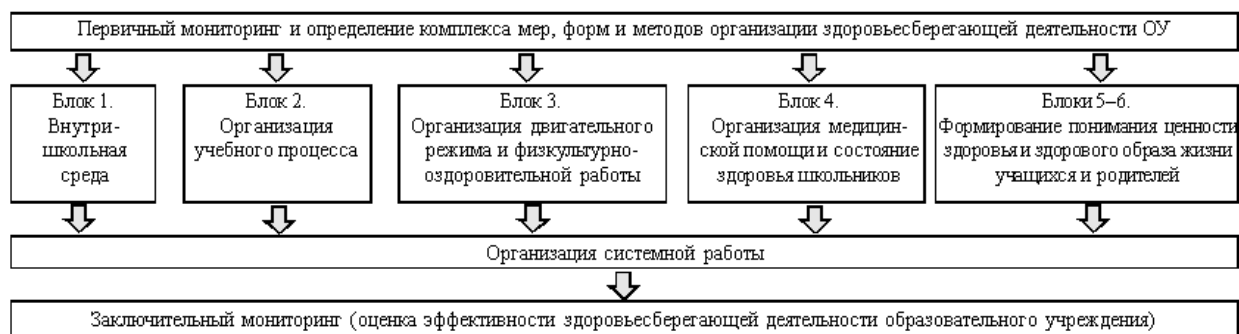 Первичный мониторинг и определение комплекса мер, форм и методов организации здоровьесберегающей деятельности ОУ
Блок 1.
Внутри-
школьная
среда
Блок 2.
Организация
учебного процесса
Блок 3.
Организация двигательного
режима и физкультурно-
оздоровительной работы
Блок 4.
Организация медицин-
ской помощи и состояние
здоровья школьников
Блоки 5–6.
Формирование понимания ценности
здоровья и здорового образа жизни
учащихся и родителей
Организация системной работы
Заключительный мониторинг (оценка эффективности здоровьесберегающей деятельности образовательного учреждения)